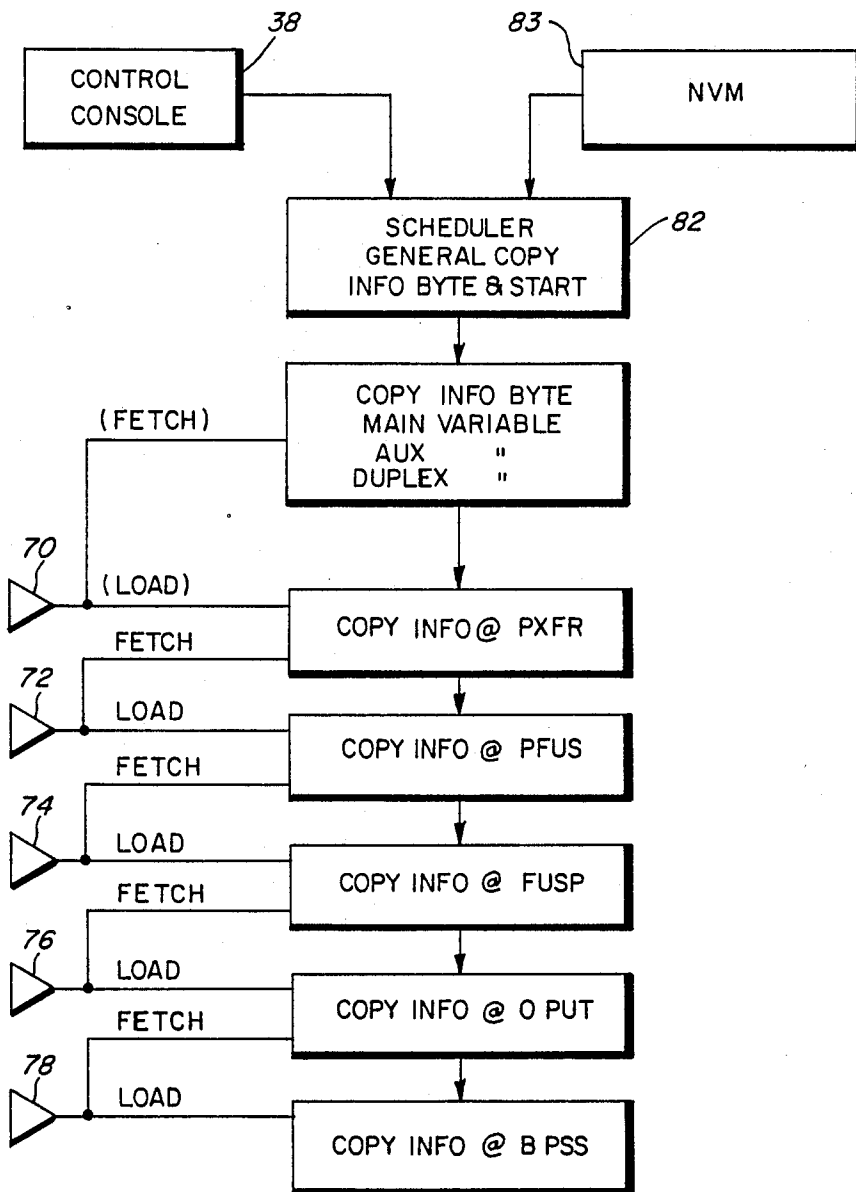 38
83
CONTROL
CONSOLE
NVM
SCHEDULER
GENERAL COPY
INFO BYTE & START
82
COPY INFO BYTE
MAIN VARIABLE
AUX "
DUPLEX "
(FETCH)
70
(LOAD)
COPY INFO @ PXFR
FETCH
72
LOAD
COPY INFO @ PFUS
FETCH
74
LOAD
COPY INFO @ FUSP
FETCH
76
LOAD
COPY INFO @ O PUT
FETCH
78
LOAD
COPY INFO @ B PSS